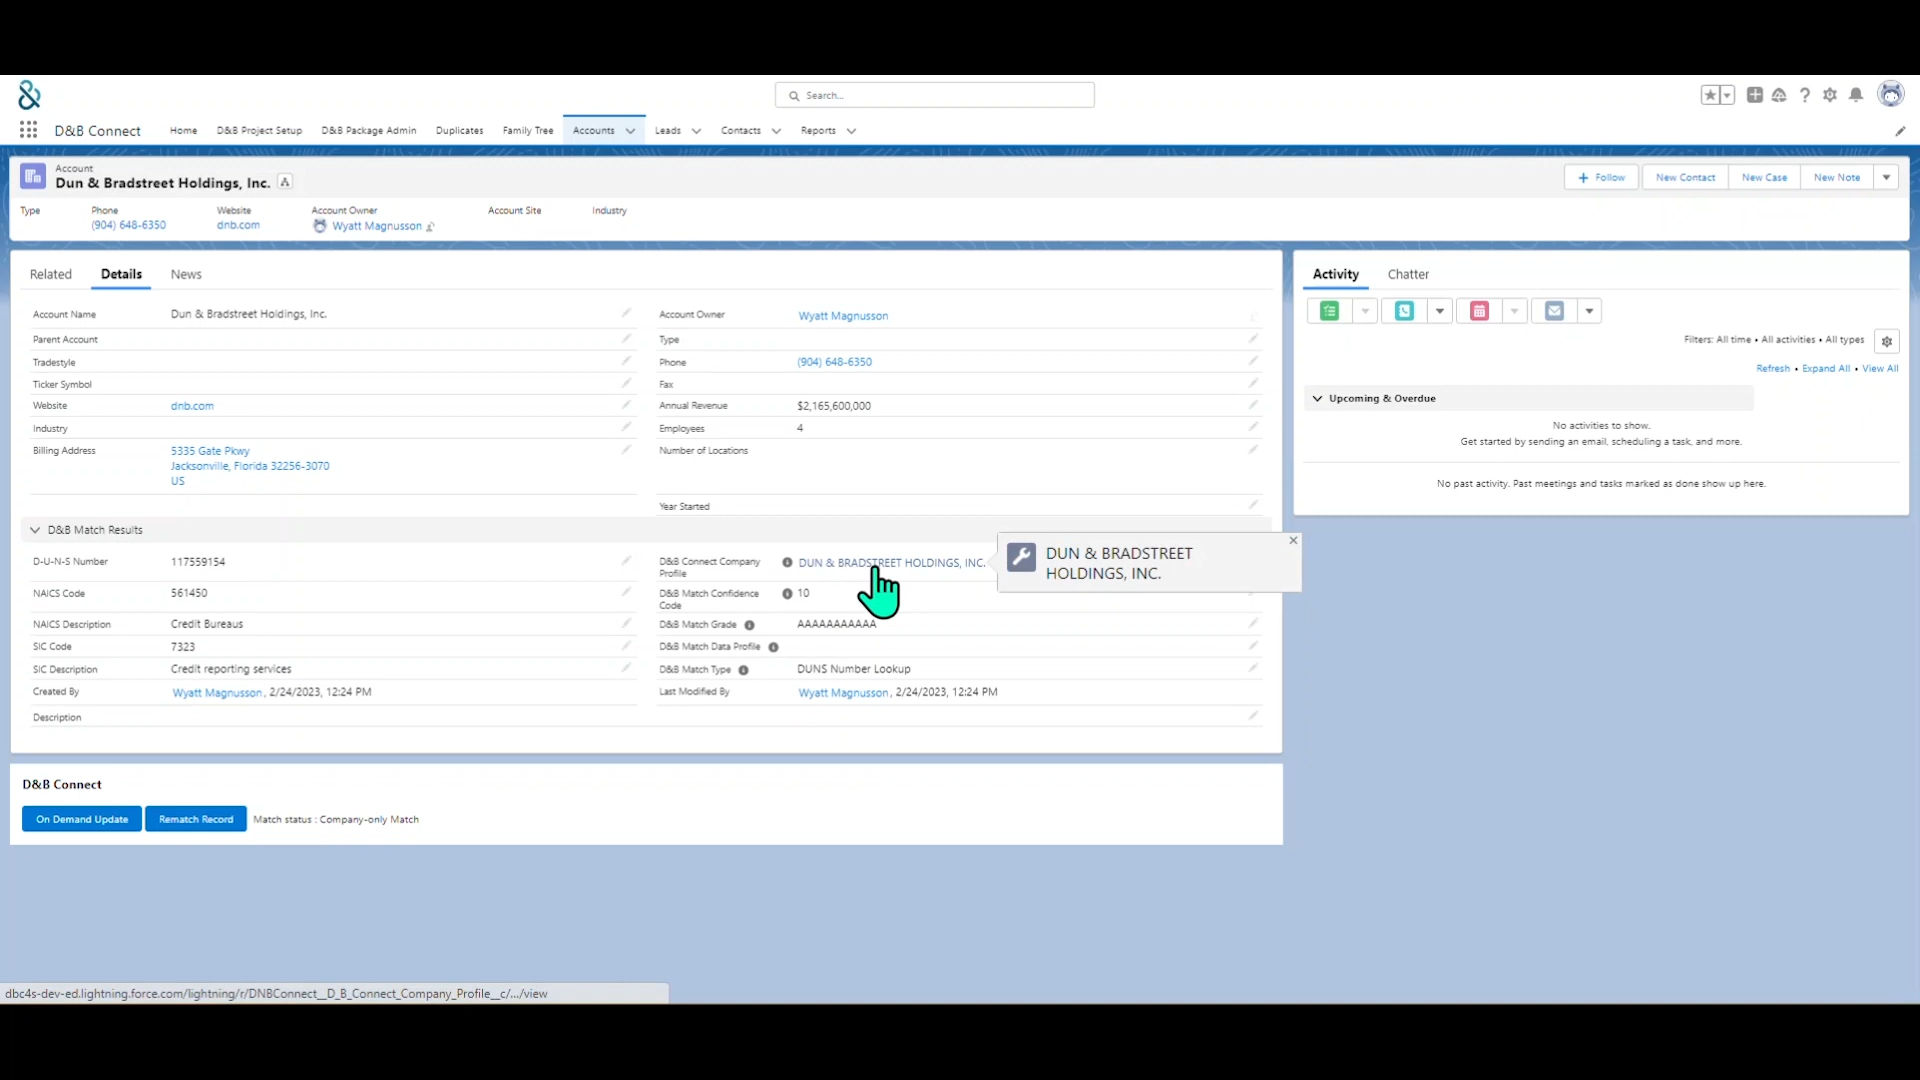 Search...
D&B Connect
Home
D&B Project Setup
D&B Package Admin
Duplicates
Family Tree
Accounts
Leads
Contacts
Reports
Account
Dun & Bradstreet Holdings, Inc.
Follow
New Contact
New Case
New Note
Type
Phone
Website
Account Owner
Account Site
Industry
(904) 648-6350
dnb.com
Wyatt Magnusson
Related
Details
News
Account Name
Dun & Bradstreet Holdings, Inc.
Parent Account
Tradestyle
Ticker Symbol
Website
dnb.com
Industry
Billing Address
5335 Gate Pkwy
Jacksonville, Florida 32256-3070
US
Account Owner
Wyatt Magnusson
Type
Phone
(904) 648-6350
Fax
Annual Revenue
$2,165,600,000
Employees
4
Number of Locations
Year Started
D&B Match Results
D-U-N-S Number
117559154
NAICS Code
561450
NAICS Description
Credit Bureaus
SIC Code
7323
SIC Description
Credit reporting services
Created By
Wyatt Magnusson, 2/24/2023, 12:24 PM
Description
D&B Connect Company
Profile
DUN & BRADSTREET HOLDINGS, INC.
D&B Match Confidence
Code
10
D&B Match Grade
AAAAAAAAAAA
D&B Match Data Profile
D&B Match Type
DUNS Number Lookup
Last Modified By
Wyatt Magnusson, 2/24/2023, 12:24 PM
DUN & BRADSTREET
HOLDINGS, INC.
D&B Connect
On Demand Update
Rematch Record
Match status : Company-only Match
Activity
Chatter
Filters: All time • All activities • All types
Refresh • Expand All • View All
Upcoming & Overdue
No activities to show.
Get started by sending an email, scheduling a task, and more.
No past activity. Past meetings and tasks marked as done show up here.
dbc4s-dev-ed.lightning.force.com/lightning/r/DNBConnect__D_B_Connect_Company_Profile__c/.../view